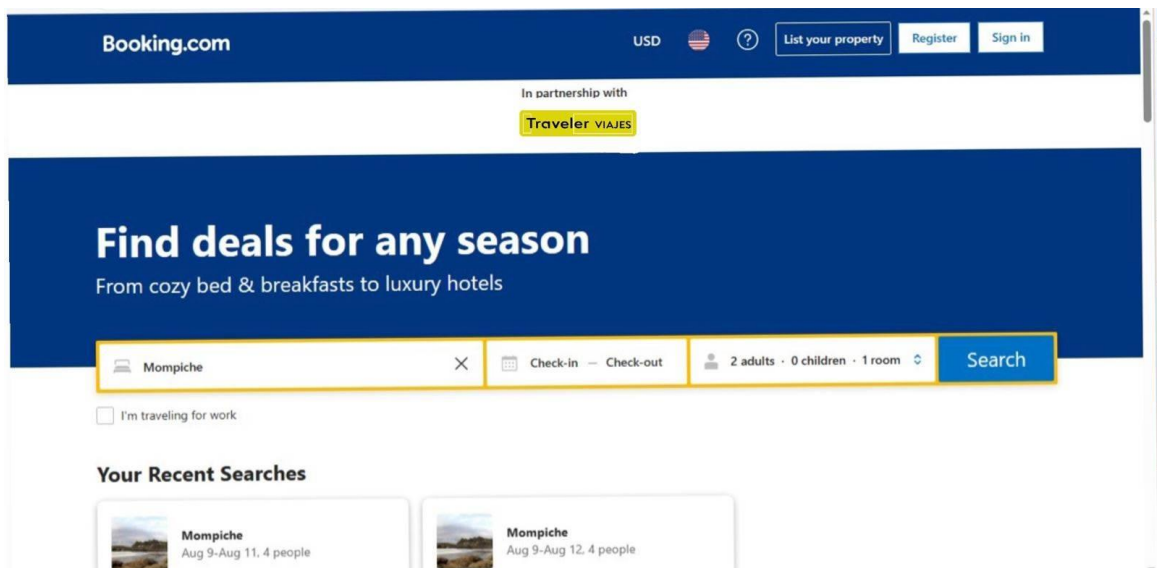 Booking.com USD List your property Register Sign in
In partnership with
Traveler VIAJES
Find deals for any season
From cozy bed & breakfasts to luxury hotels
Mompiche Check-in — Check-out 2 adults · 0 children · 1 room Search
I'm traveling for work
Your Recent Searches
Mompiche
Aug 9-Aug 11, 4 people
Mompiche
Aug 9-Aug 12, 4 people